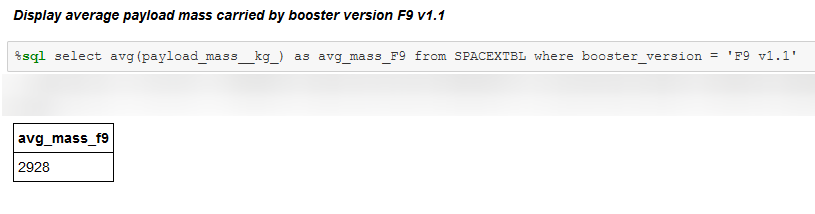 Display average payload mass carried by booster version F9 v1.1
%sql select avg(payload_mass__kg_) as avg_mass_F9 from SPACEXTBL where booster_version = 'F9 v1.1'
avg_mass_f9
2928